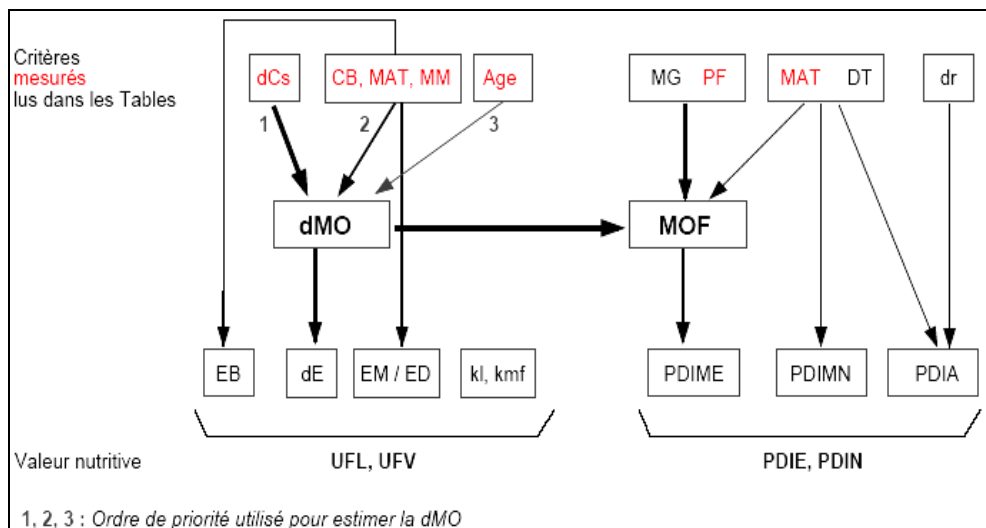 Critères
mesurés
lus dans les Tables
dCs
CB, MAT, MM
Age
MG PF
MAT DT
dr
1
2
3
dMO
MOF
EB
dE
EM / ED
kl, kmf
PDIME
PDIMN
PDIA
Valeur nutritive
UFL, UFV
PDIE, PDIN
1, 2, 3 : Ordre de priorité utilisé pour estimer la dMO